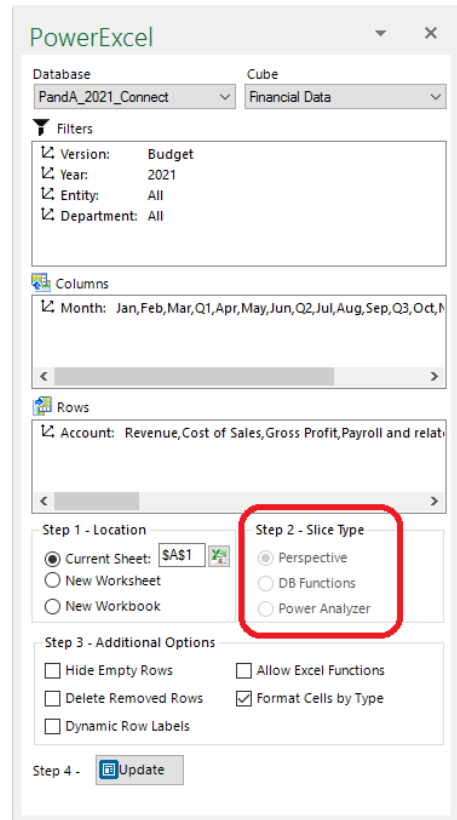 PowerExcel
Database Cube
PandA_2021_Connect Financial Data
Filters
Version: Budget
Year: 2021
Entity: All
Department: All
Columns
Month: Jan,Feb,Mar,Q1,Apr,May,Jun,Q2,Jul,Aug,Sep,Q3,Oct,
Rows
Account: Revenue,Cost of Sales,Gross Profit,Payroll and relat
Step 1 - Location Step 2 - Slice Type
Current Sheet: $A$1 Perspective
New Worksheet DB Functions
New Workbook Power Analyzer
Step 3 - Additional Options
Hide Empty Rows Allow Excel Functions
Delete Removed Rows Format Cells by Type
Dynamic Row Labels
Step 4 - Update